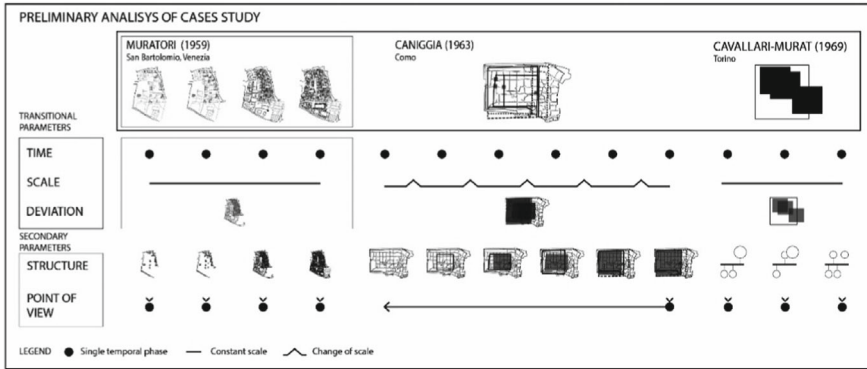 PRELIMINARY ANALISYS OF CASES STUDY
MURATORI (1959)
San Bartolomio, Venezia
CANIGGIA (1963)
Como
CAVALLARI-MURAT (1969)
Torino
TRANSITIONAL
PARAMETERS
TIME
SCALE
DEVIATION
SECONDARY
PARAMETERS
STRUCTURE
POINT OF
VIEW
LEGEND Single temporal phase Constant scale Change of scale